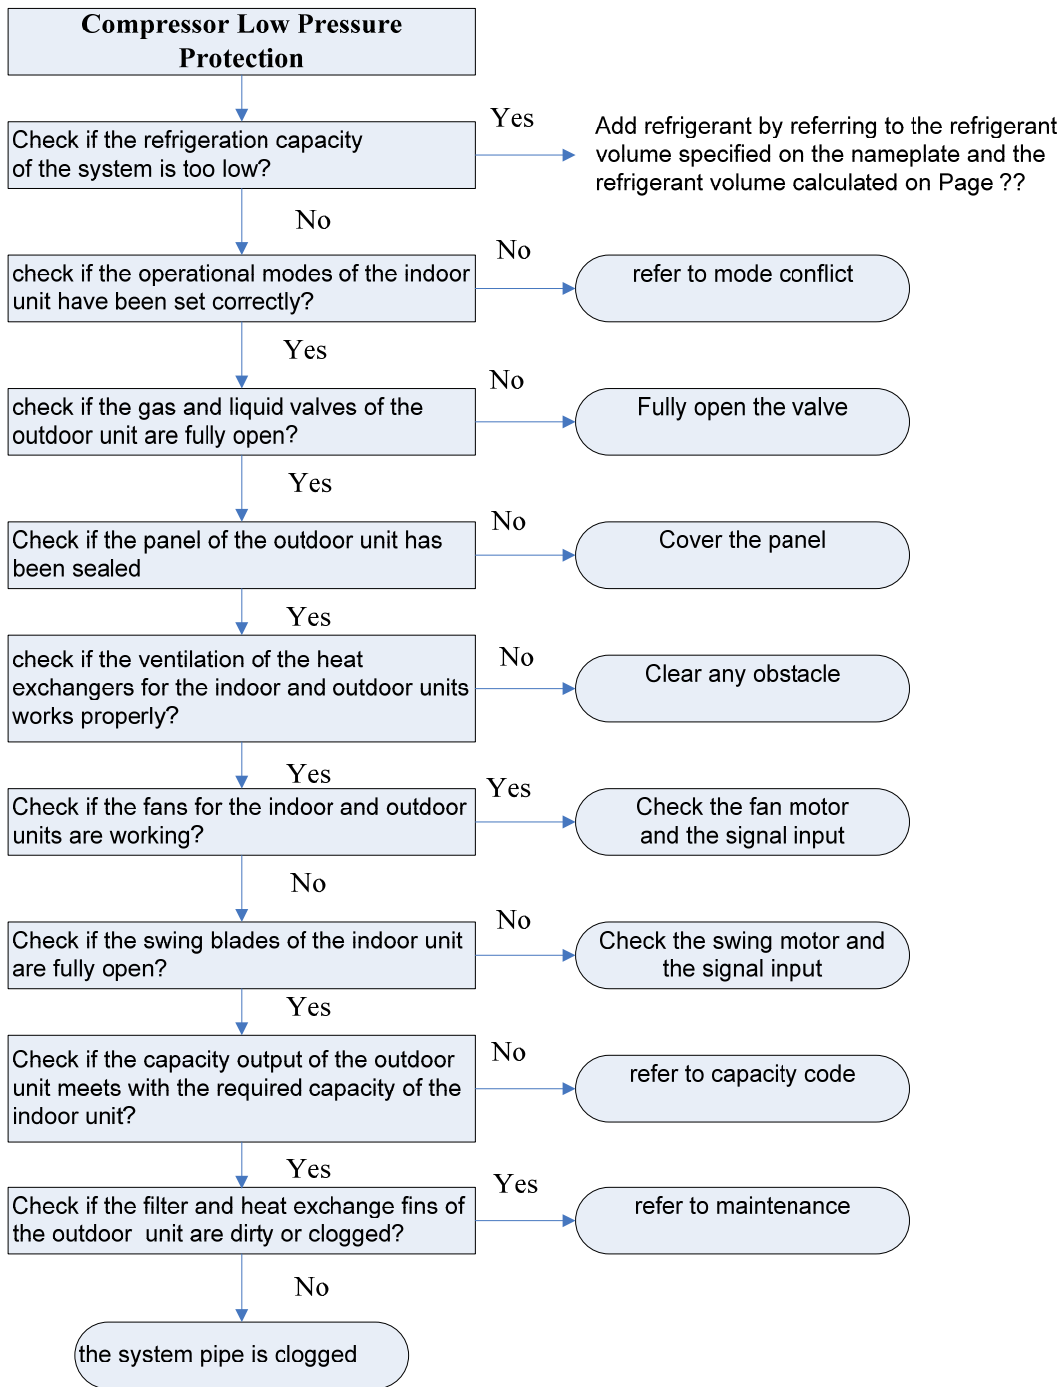 Compressor Low Pressure
Protection
Check if the refrigeration capacity
of the system is too low?
Yes
Add refrigerant by referring to the refrigerant
volume specified on the nameplate and the
refrigerant volume calculated on Page ??
No
check if the operational modes of the indoor
unit have been set correctly?
No
refer to mode conflict
Yes
check if the gas and liquid valves of the
outdoor unit are fully open?
No
Fully open the valve
Yes
Check if the panel of the outdoor unit has
been sealed
No
Cover the panel
Yes
check if the ventilation of the heat
exchangers for the indoor and outdoor units
works properly?
No
Clear any obstacle
Yes
Check if the fans for the indoor and outdoor
units are working?
Yes
Check the fan motor
and the signal input
No
Check if the swing blades of the indoor unit
are fully open?
No
Check the swing motor and
the signal input
Yes
Check if the capacity output of the outdoor
unit meets with the required capacity of the
indoor unit?
No
refer to capacity code
Yes
Check if the filter and heat exchange fins of
the outdoor unit are dirty or clogged?
Yes
refer to maintenance
No
the system pipe is clogged